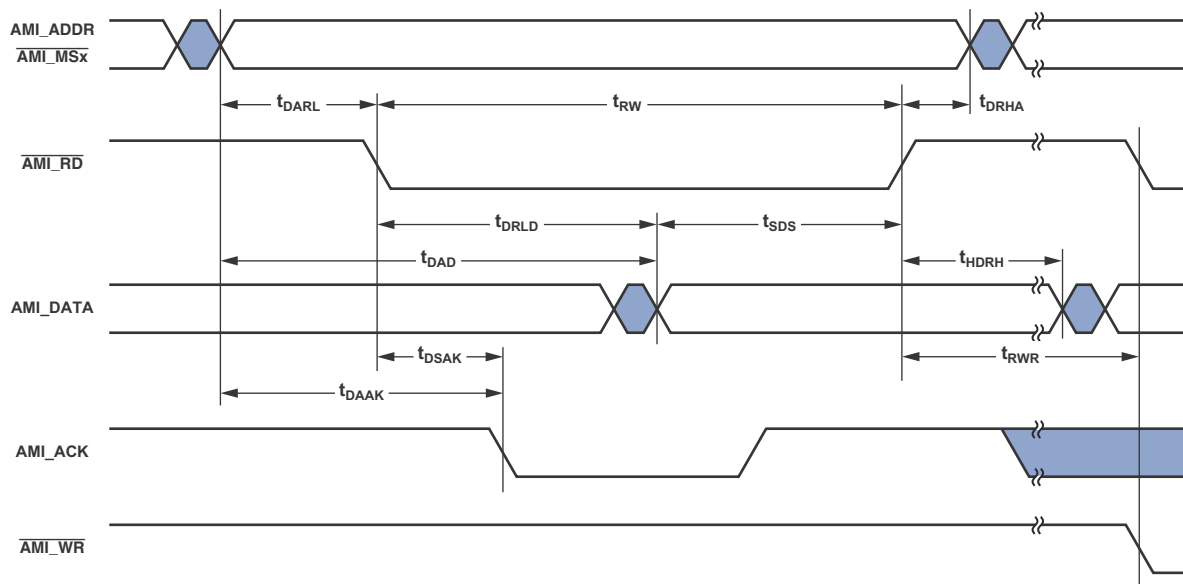 AMI_ADDR
AMI_MSx
tDARL
tRW
tDRHA
AMI_RD
tDRLD
tSDS
tDAD
tHDRH
AMI_DATA
tDSAK
tRWR
tDAAK
AMI_ACK
AMI_WR